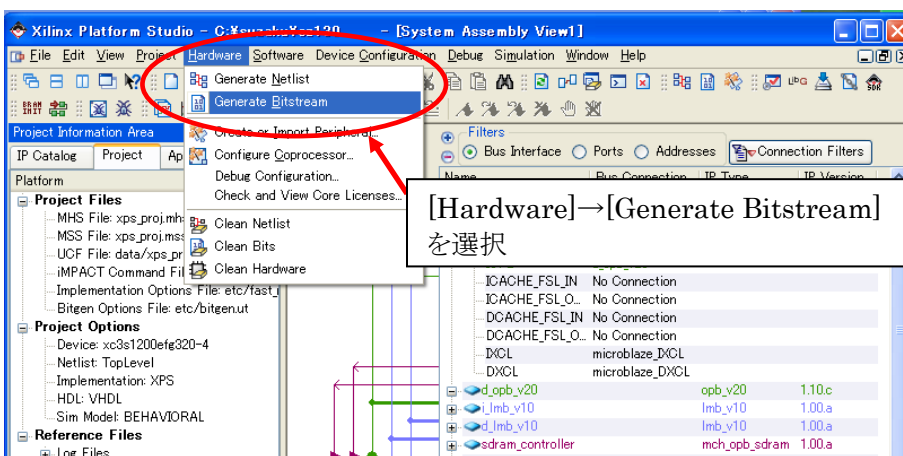 Xilinx Platform Studio - C:¥suzaku¥sz130 - [System Assembly View1]
File Edit View Project Hardware Software Device Configuration Debug Simulation Window Help
Generate Netlist
Generate Bitstream
Create or Import Peripheral...
Configure Coprocessor...
Debug Configuration...
Check and View Core Licenses...
Clean Netlist
Clean Bits
Clean Hardware
Project Information Area
IP Catalog Project Ap
Platform
Project Files
MHS File: xps_proj.mh
MSS File: xps_proj.mss
UCF File: data/xps_pr
iMPACT Command Fil
Implementation Options File: etc/fast_
Bitgen Options File: etc/bitgen.ut
Project Options
Device: xc3s1200efg320-4
Netlist: TopLevel
Implementation: XPS
HDL: VHDL
Sim Model: BEHAVIORAL
Reference Files
Log Files
Filters
Bus Interface Ports Addresses Connection Filters
Name Bus Connection IP Type IP Version
[Hardware]→[Generate Bitstream]
を選択
ICACHE_FSL_IN No Connection
ICACHE_FSL_O... No Connection
DCACHE_FSL_IN No Connection
DCACHE_FSL_O... No Connection
IXCL microblaze_IXCL
DXCL microblaze_DXCL
d_opb_v20 opb_v20 1.10.c
i_lmb_v10 lmb_v10 1.00.a
d_lmb_v10 lmb_v10 1.00.a
sdram_controller mch_opb_sdram 1.00.a